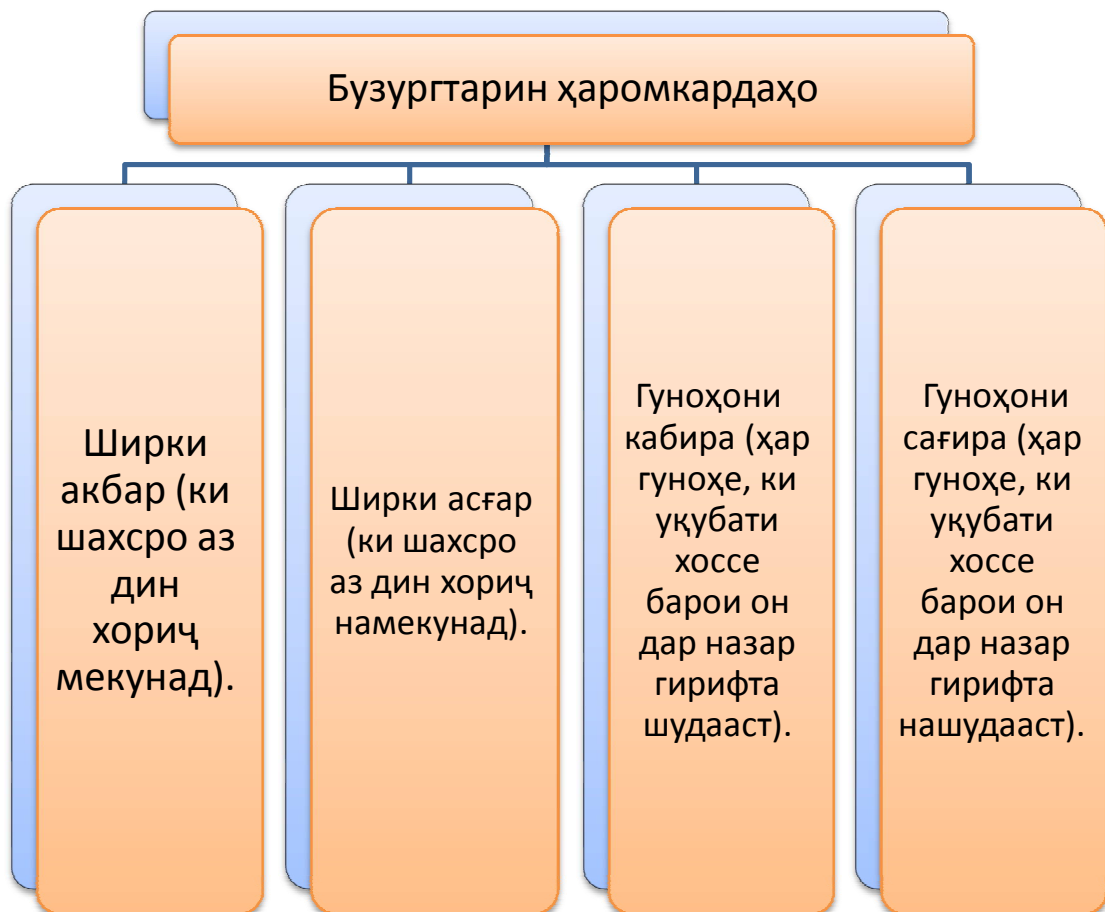 Бузургтарин ҳаромкардаҳо
Ширки
акбар (ки
шахсро аз
дин
хориҷ
мекунад).
Ширки асғар
(ки шахсро
аз дин хориҷ
намекунад).
Гуноҳони
кабира (ҳар
гуноҳе, ки
уқубати
хоссе
барои он
дар назар
гирифта
шудааст).
Гуноҳони
сағира (ҳар
гуноҳе, ки
уқубати
хоссе
барои он
дар назар
гирифта
нашудааст).